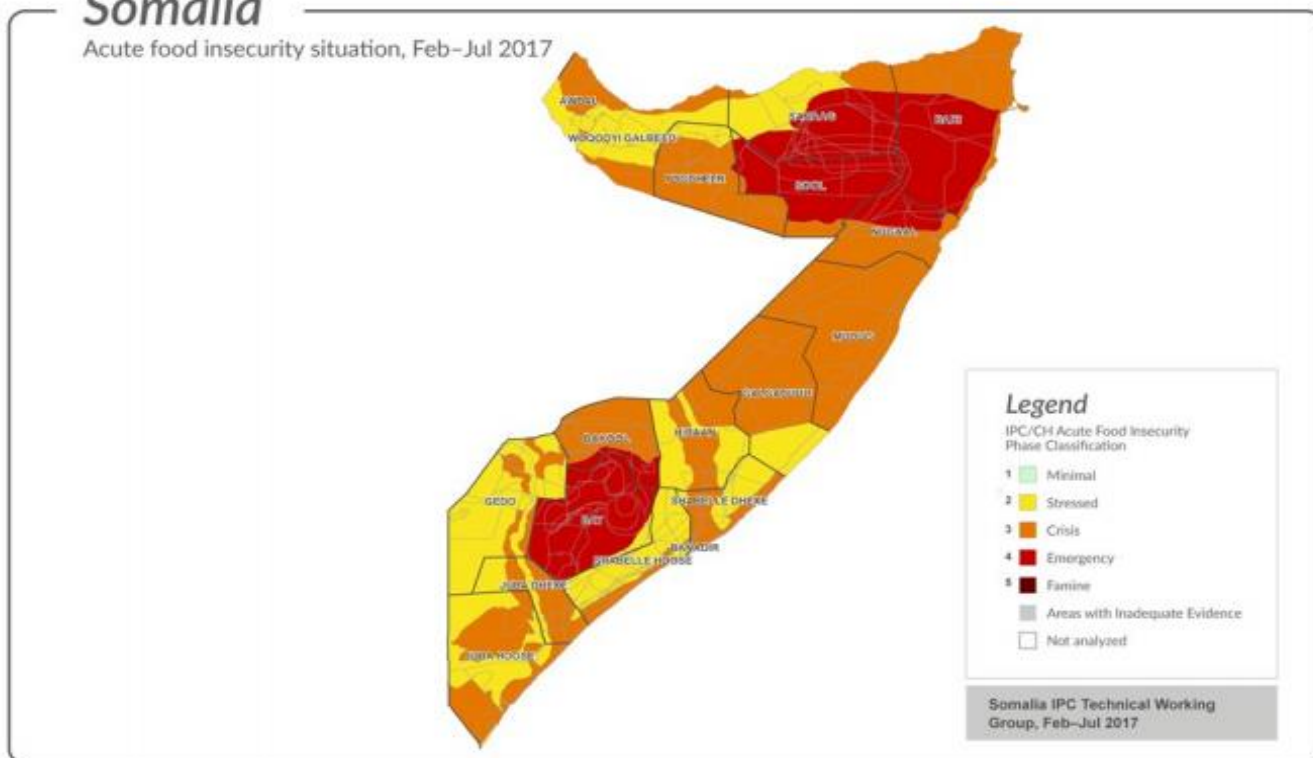 Somalia
Acute food insecurity situation, Feb–Jul 2017
AWDAL
WOQOOYI GALBEED
SANAAG
BARI
TOGDHEER
SOOL
NUGAAL
MUDUG
GALGADUUD
BAKOOL
HIRAAN
GEDO
BAY
SHABELLE DHEXE
BANADIR
SHABELLE HOOSE
JUBA DHEXE
JUBA HOOSE
Legend
IPC/CH Acute Food Insecurity
Phase Classification
1 Minimal
2 Stressed
3 Crisis
4 Emergency
5 Famine
Areas with Inadequate Evidence
Not analyzed
Somalia IPC Technical Working
Group, Feb–Jul 2017